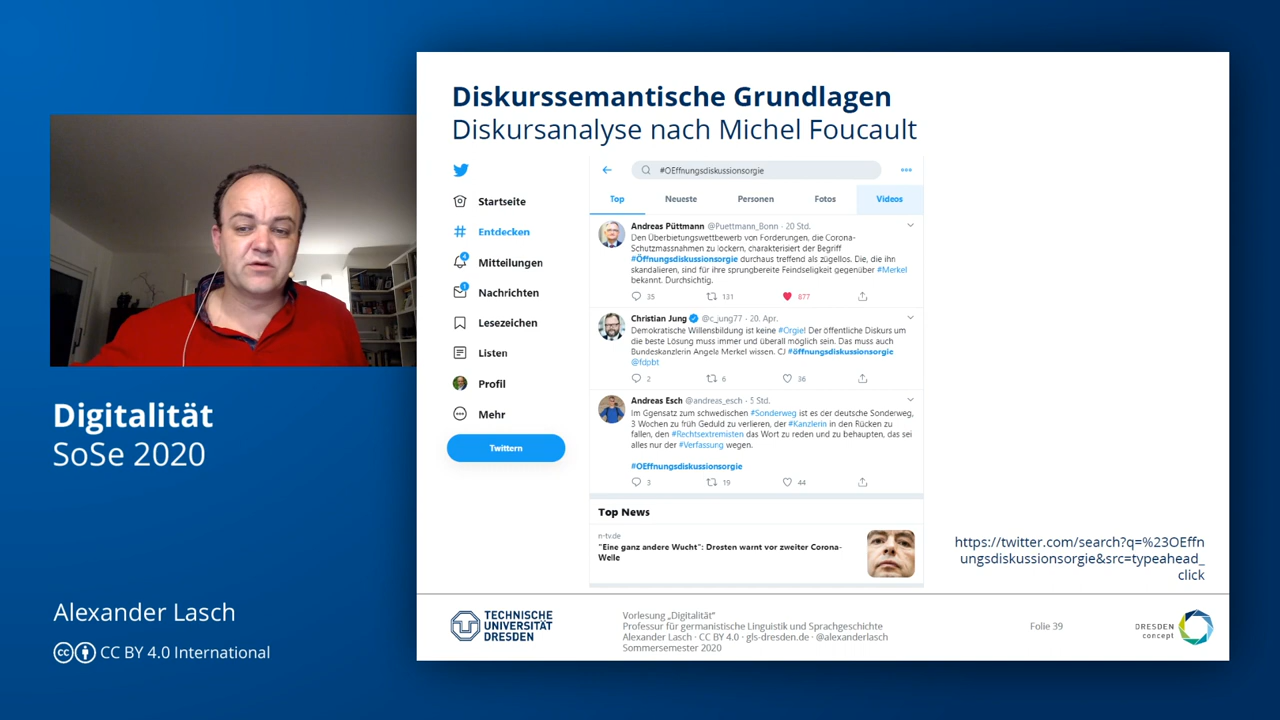 Diskurssemantische Grundlagen
Diskursanalyse nach Michel Foucault
Startseite
Entdecken
4
Mitteilungen
1
Nachrichten
Lesezeichen
Listen
Profil
Mehr
Twittern
#OEffnungsdiskussionsorgie
Top Neueste Personen Fotos Videos
Andreas Püttmann @Puettmann_Bonn · 20 Std.
Den Überbietungswettbewerb von Forderungen, die Corona-
Schutzmassnahmen zu lockern, charakterisiert der Begriff
#Öffnungsdiskussionsorgie durchaus treffend als zügellos. Die, die ihn
skandalieren, sind für ihre sprungbereite Feindseligkeit gegenüber #Merkel
bekannt. Durchsichtig.
35 131 877
Christian Jung @c_jung77 · 20. Apr.
Demokratische Willensbildung ist keine #Orgie! Der öffentliche Diskurs um
die beste Lösung muss immer und überall möglich sein. Das muss auch
Bundeskanzlerin Angela Merkel wissen. CJ #öffnungsdiskussionsorgie
@fdpbt
2 6 36
Andreas Esch @andreas_esch · 5 Std.
Im Ggensatz zum schwedischen #Sonderweg ist es der deutsche Sonderweg,
3 Wochen zu früh Geduld zu verlieren, der #Kanzlerin in den Rücken zu
fallen, den #Rechtsextremisten das Wort zu reden und zu behaupten, das sei
alles nur der #Verfassung wegen.
#OEffnungsdiskussionsorgie
3 19 44
Top News
n-tv.de
"Eine ganz andere Wucht": Drosten warnt vor zweiter Corona-
Welle
https://twitter.com/search?q=%23OEffn
ungsdiskussionsorgie&src=typeahead_
click
Digitalität
SoSe 2020
Alexander Lasch
CC BY 4.0 International
TECHNISCHE
UNIVERSITÄT
DRESDEN
Vorlesung „Digitalität“
Professur für germanistische Linguistik und Sprachgeschichte
Alexander Lasch · CC BY 4.0 · gls-dresden.de · @alexanderlasch
Sommersemester 2020
Folie 39
DRESDEN
concept